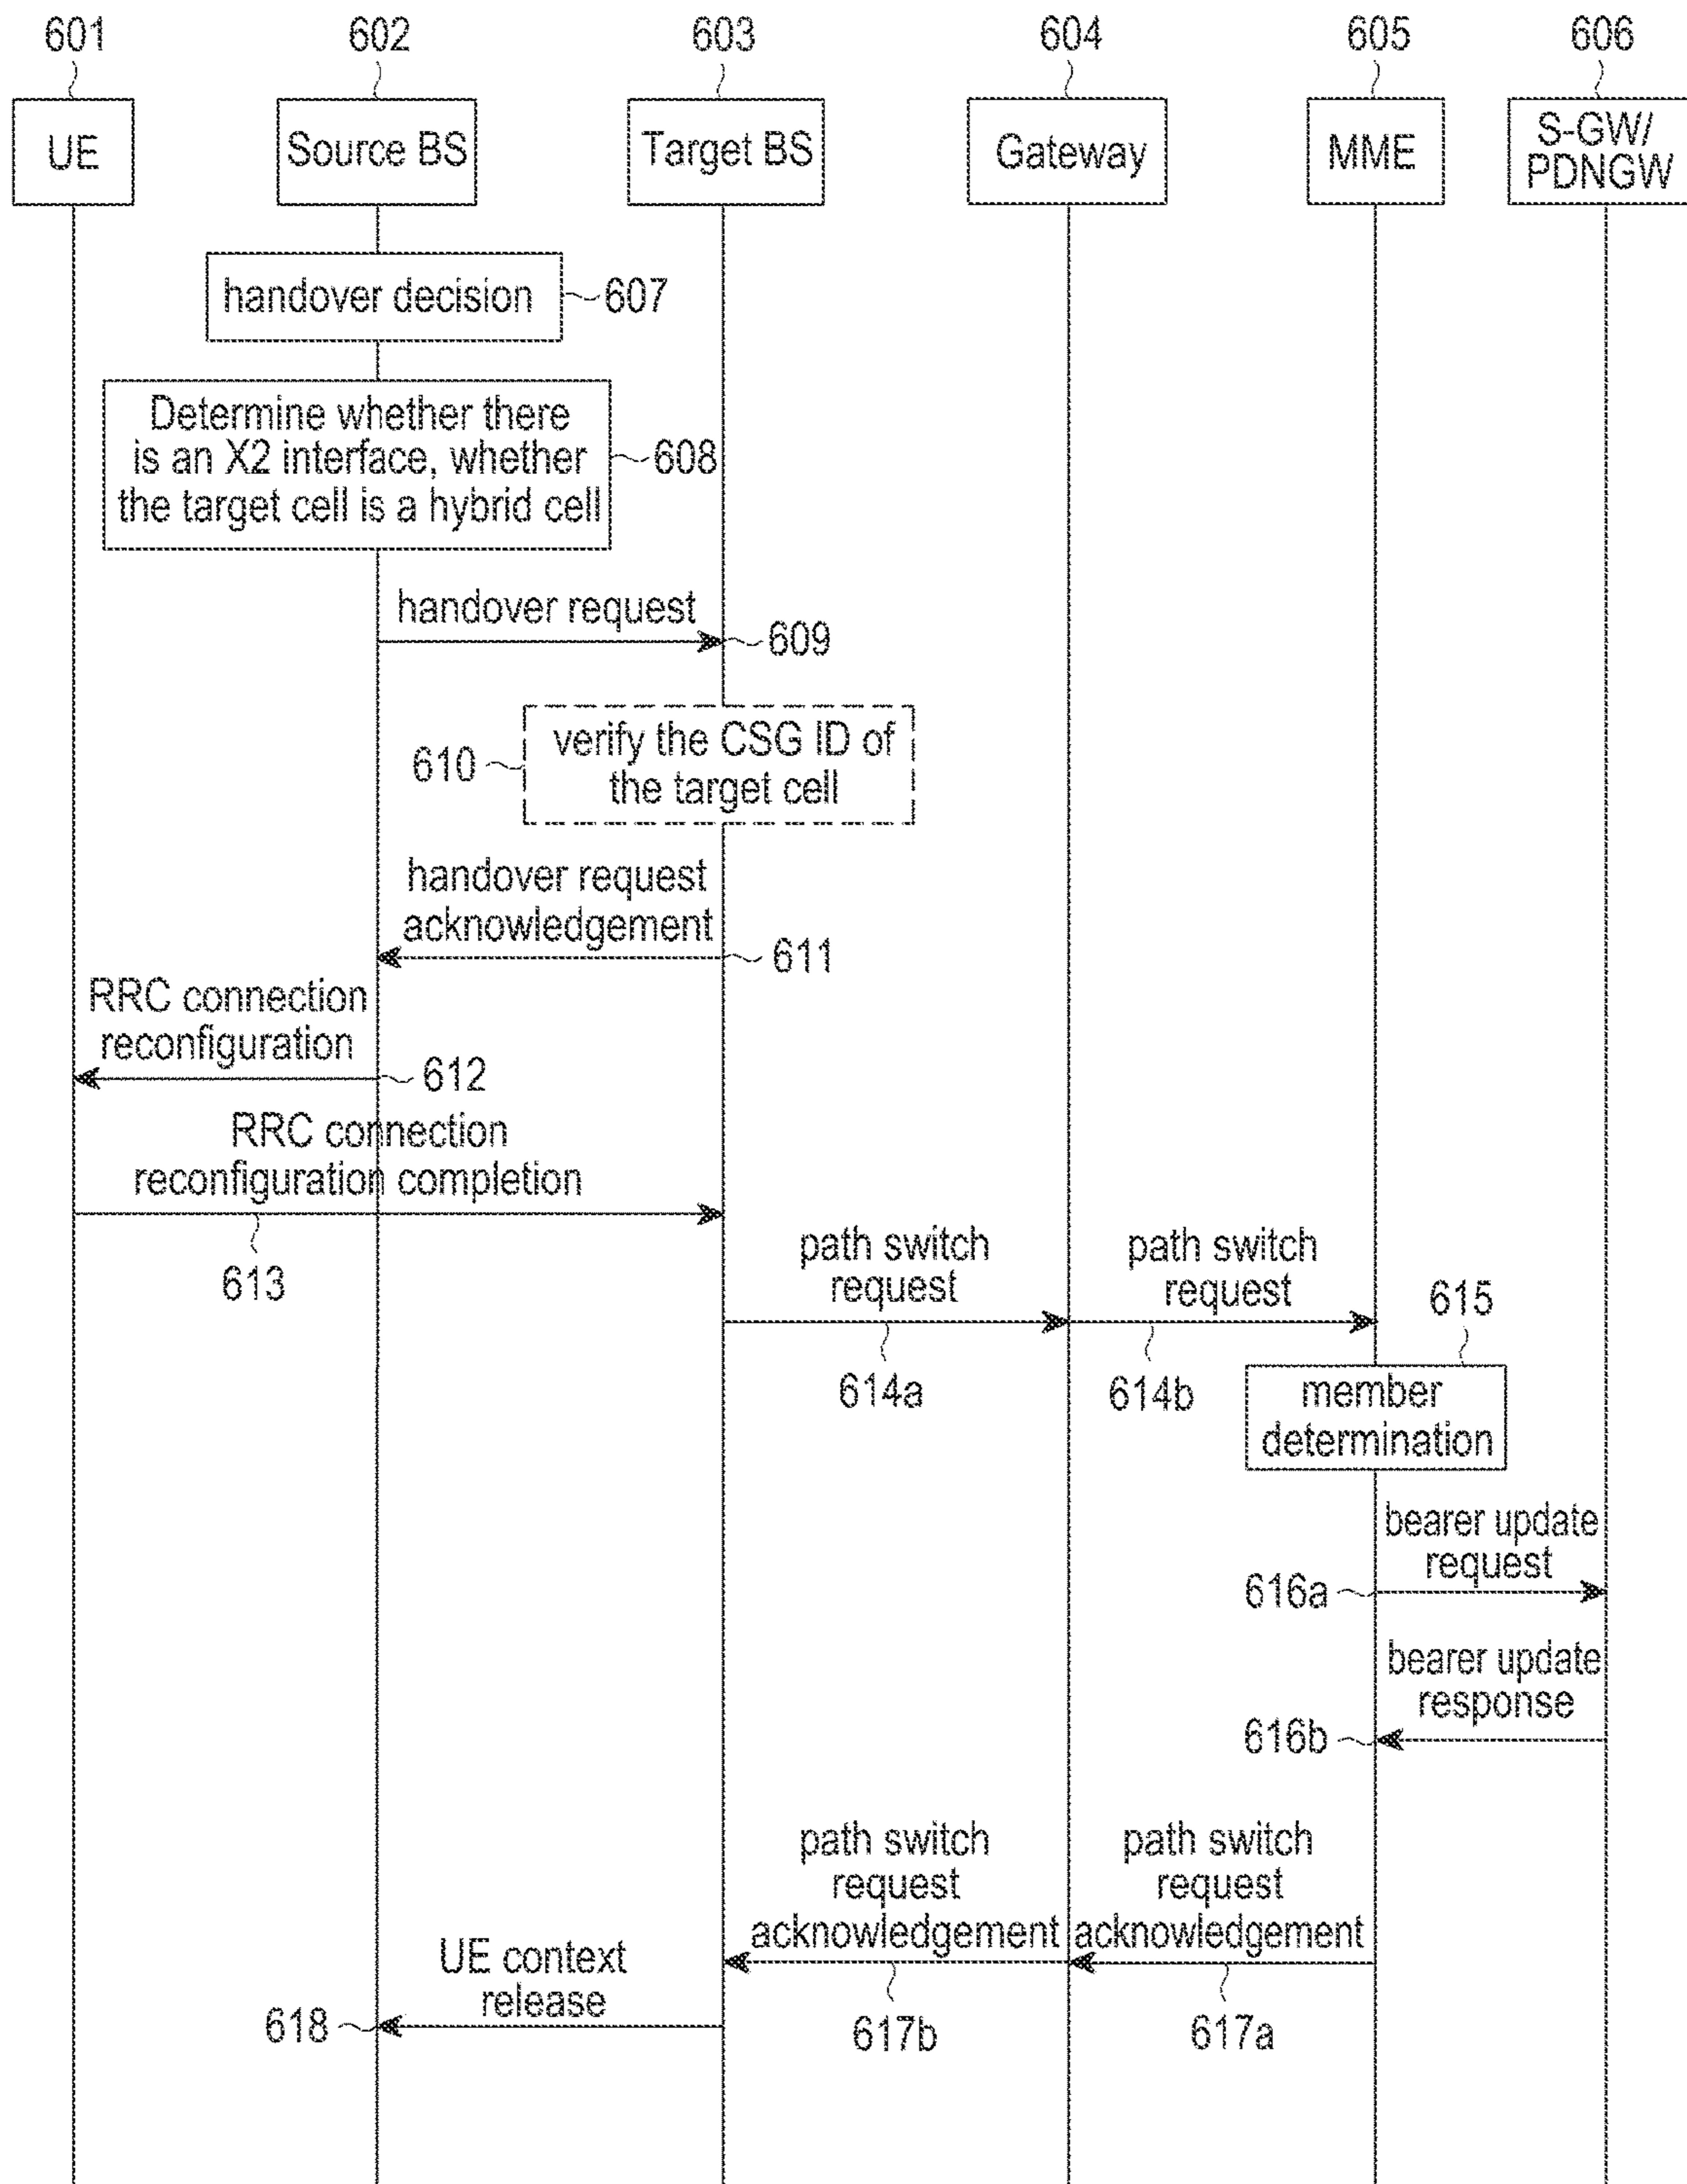 601
602
603
604
605
606
UE
Source BS
Target BS
Gateway
MME
S-GW/
PDNGW
handover decision
607
Determine whether there
is an X2 interface, whether
the target cell is a hybrid cell
608
handover request
609
verify the CSG ID of
the target cell
610
handover request
acknowledgement
611
RRC connection
reconfiguration
612
RRC connection
reconfiguration completion
613
path switch
request
614a
path switch
request
614b
615
member
determination
bearer update
request
616a
bearer update
response
616b
path switch
request
acknowledgement
617b
path switch
request
acknowledgement
617a
UE context
release
618